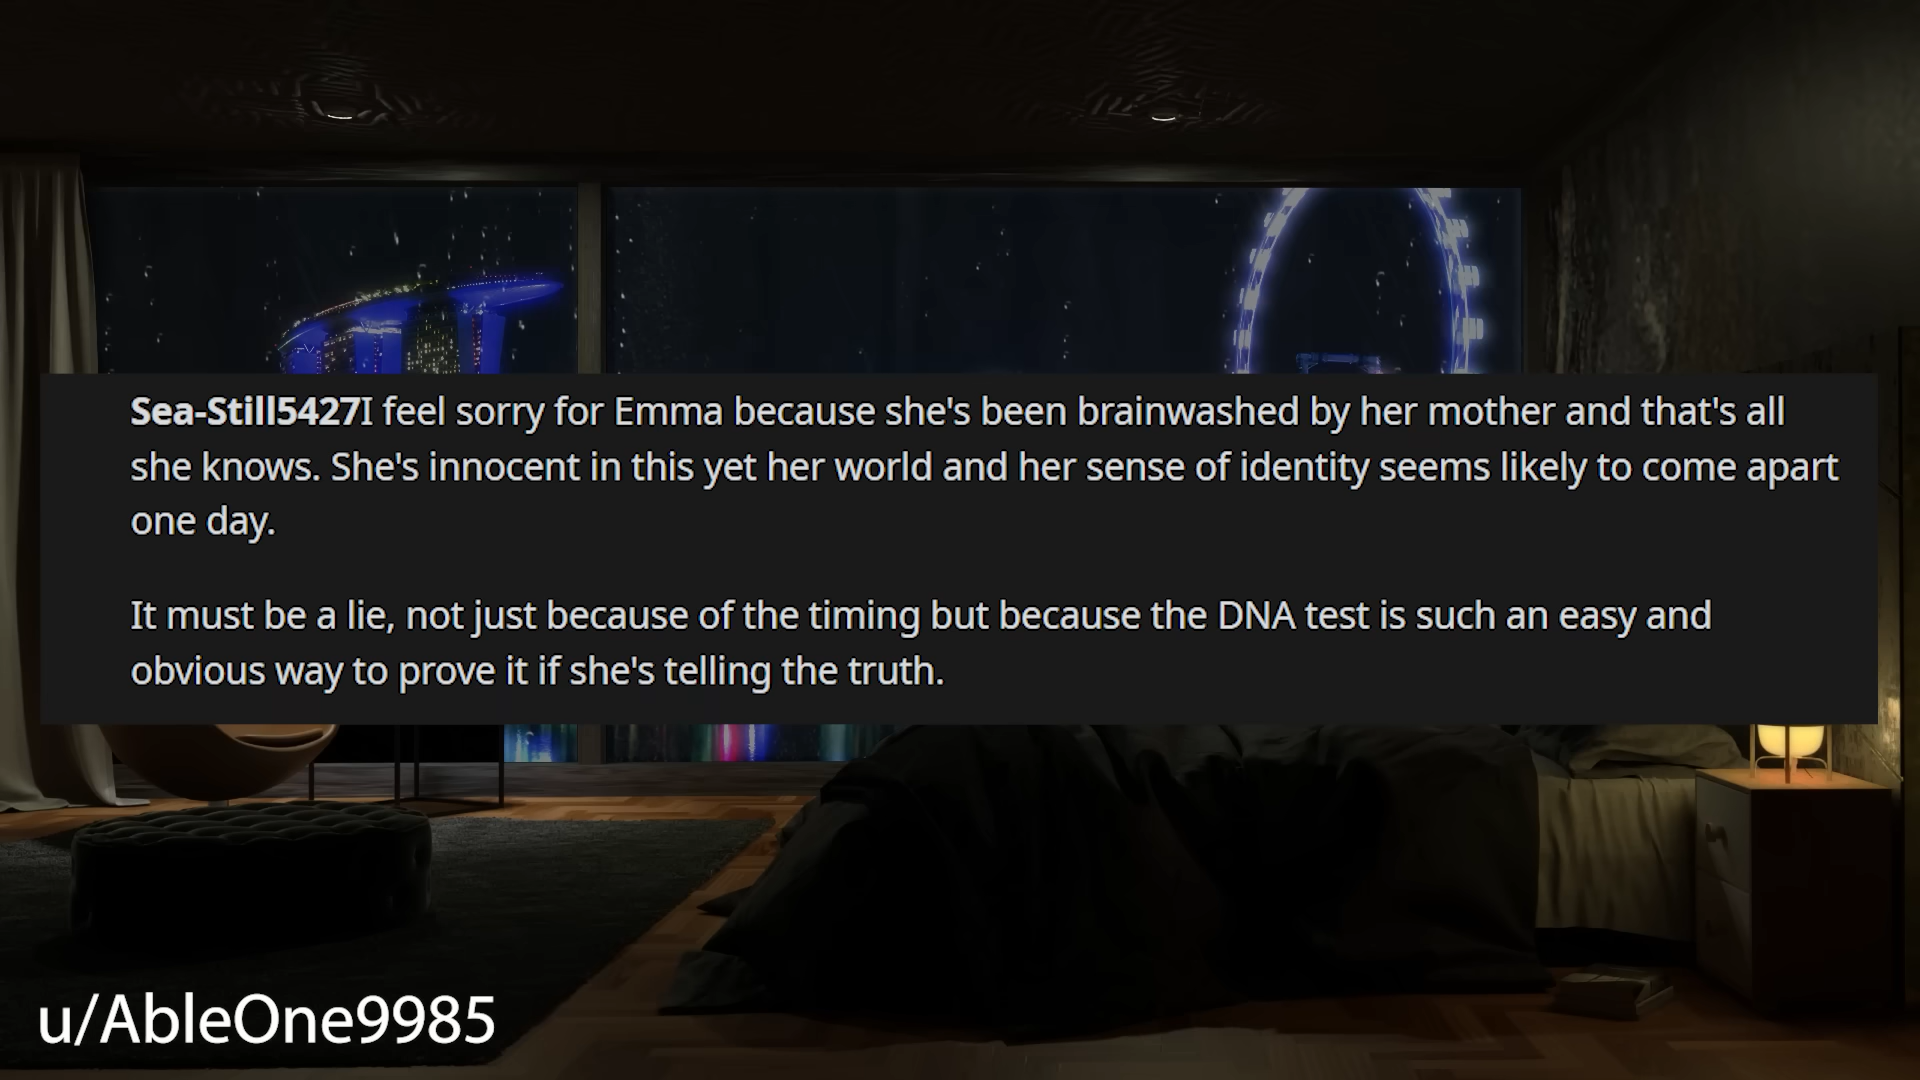 Sea-Still5427I feel sorry for Emma because she's been brainwashed by her mother and that's all
she knows. She's innocent in this yet her world and her sense of identity seems likely to come apart
one day.
It must be a lie, not just because of the timing but because the DNA test is such an easy and
obvious way to prove it if she's telling the truth.
u/AbleOne9985